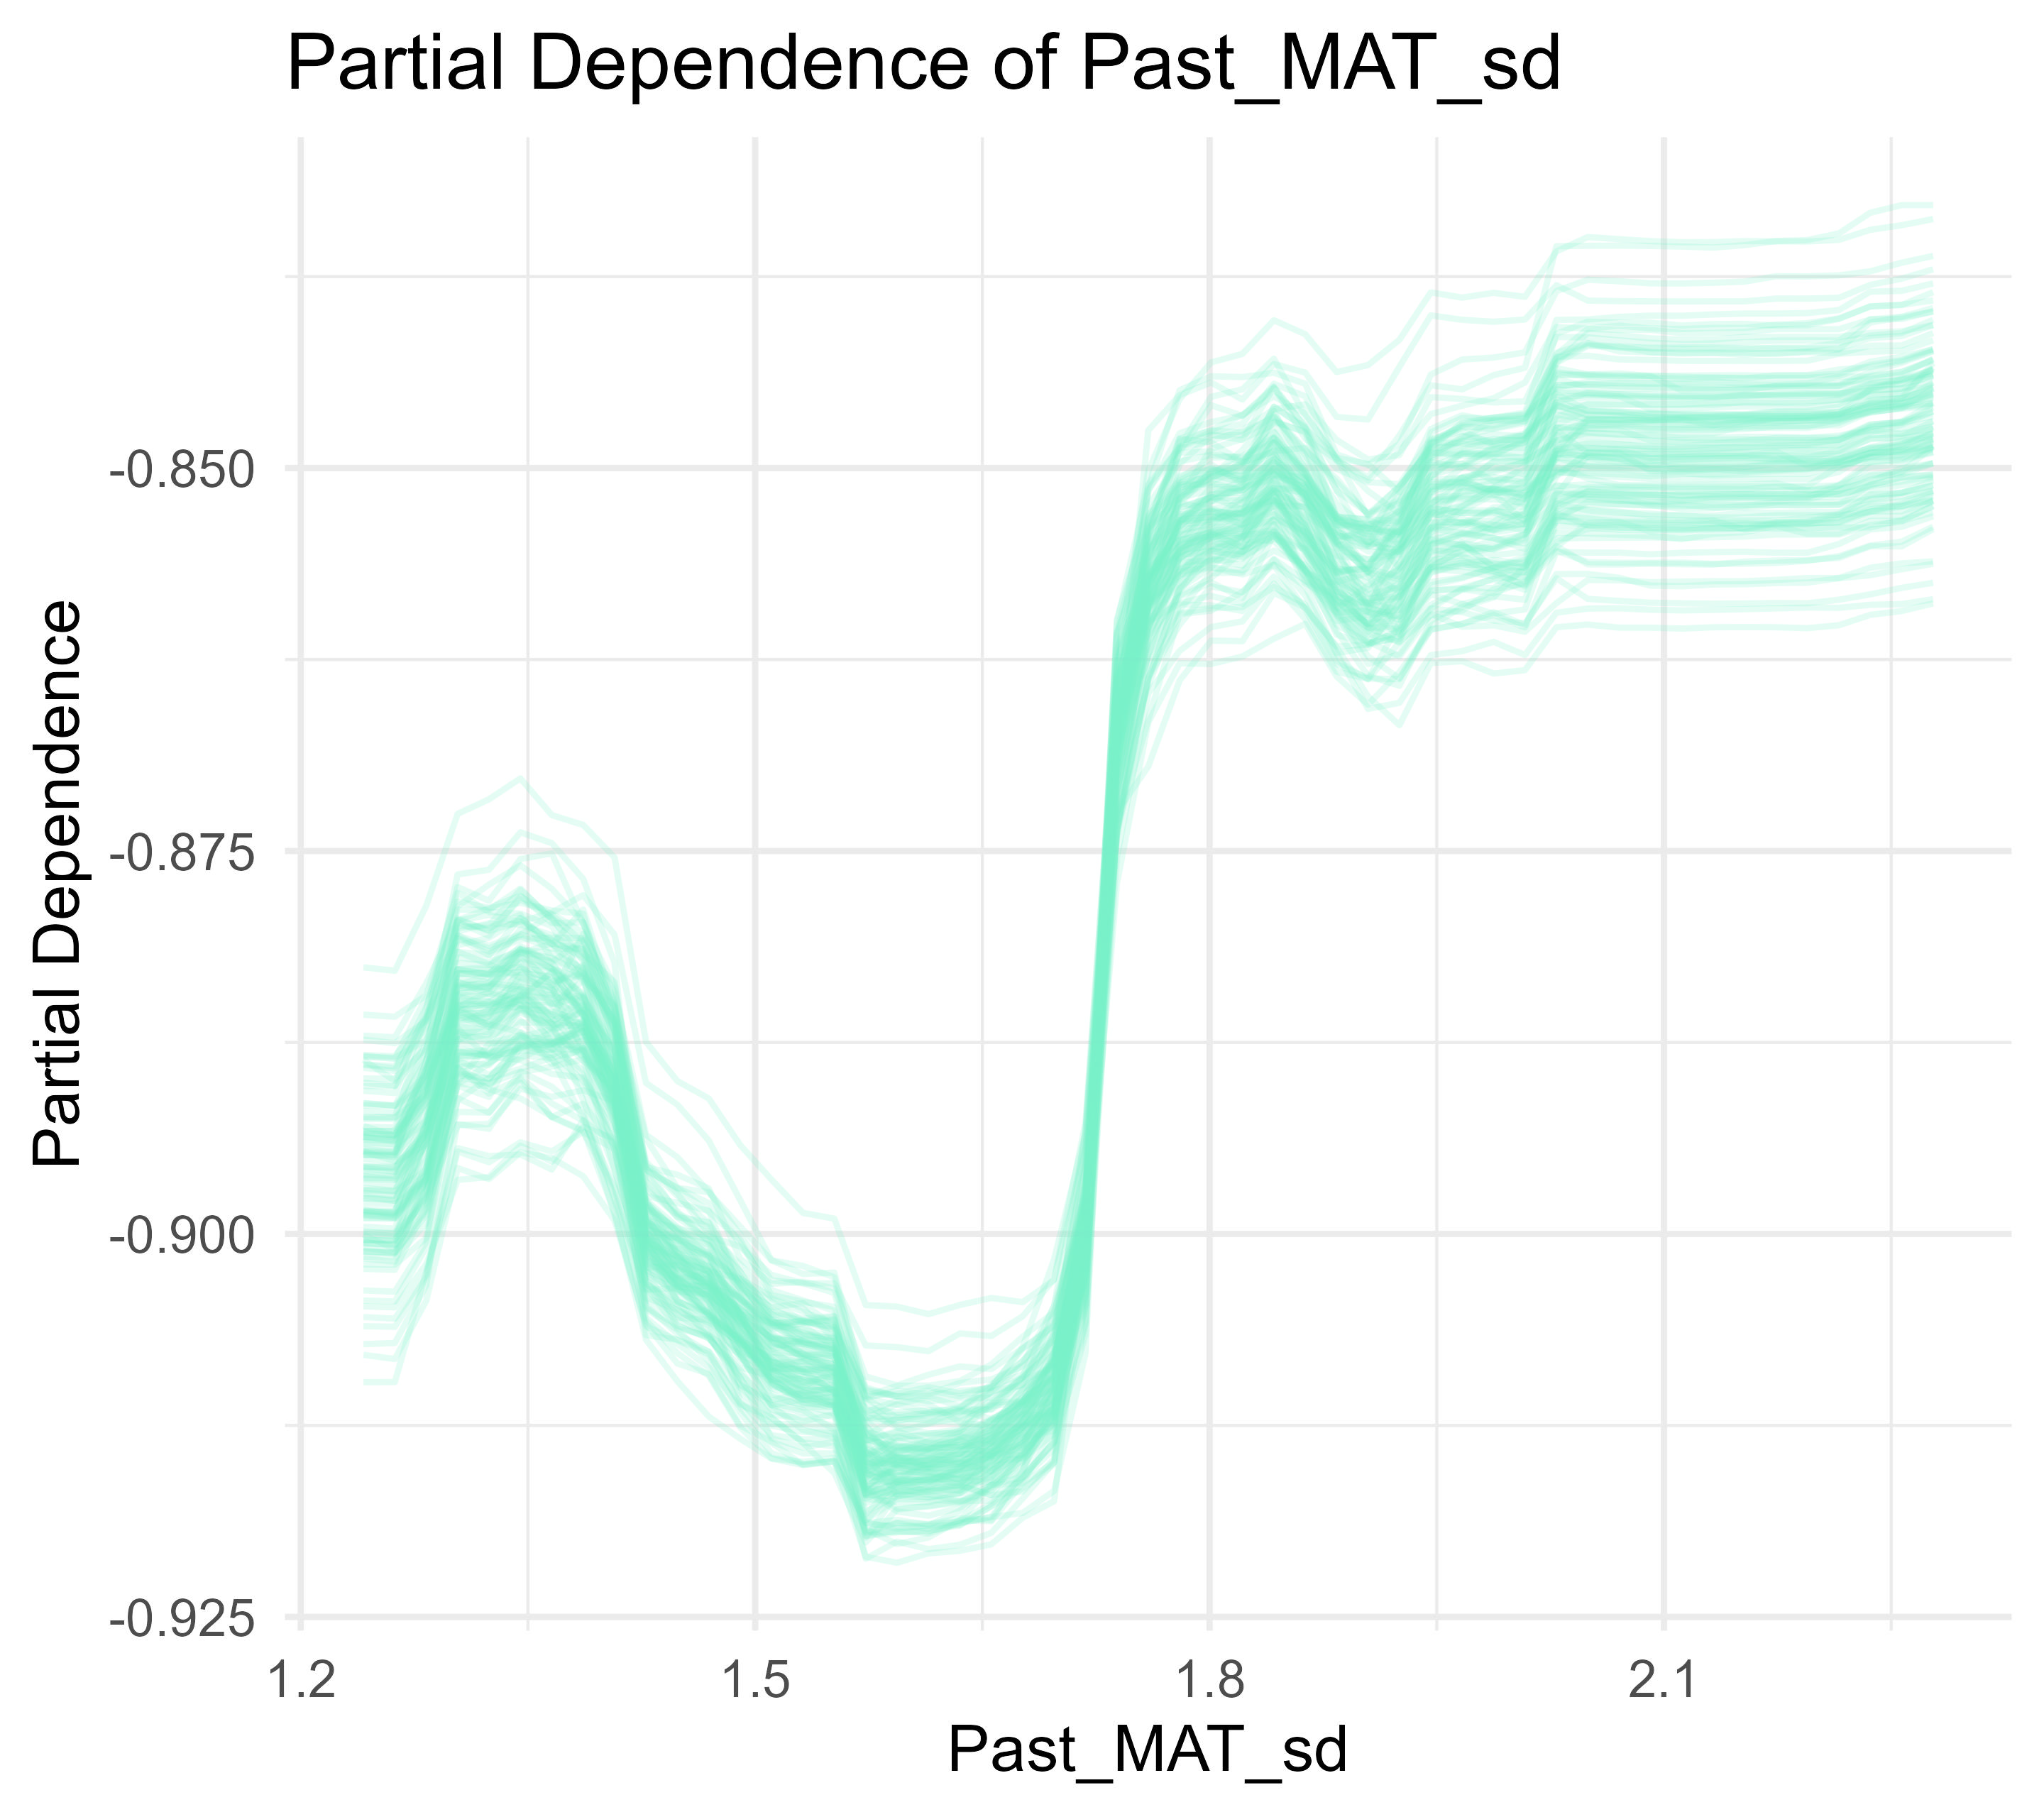 Partial Dependence of Past_MAT_sd
Partial Dependence
-0.850
-0.875
-0.900
-0.925
1.2
1.5
1.8
2.1
Past_MAT_sd